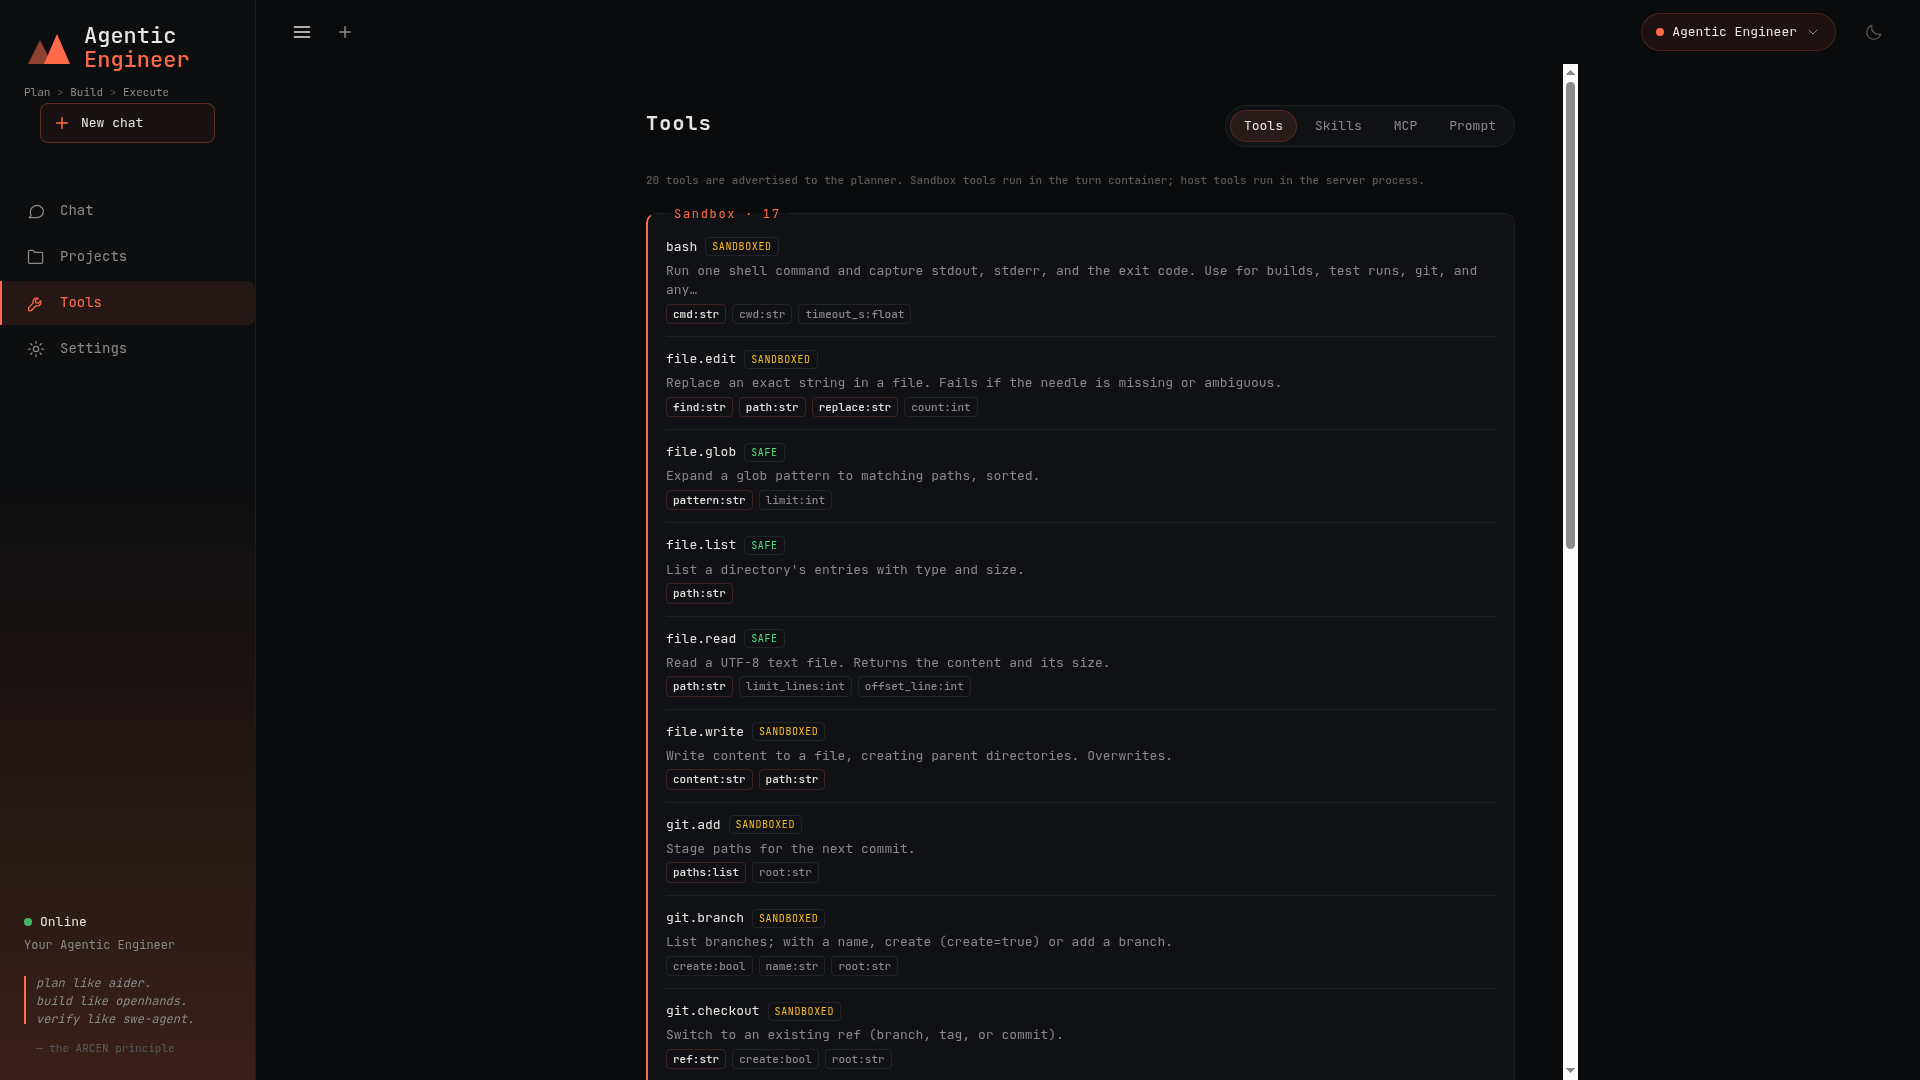 Agentic
Engineer
Plan > Build > Execute
New chat
Chat
Projects
Tools
Settings
Online
Your Agentic Engineer
plan like aider.
build like openhands.
verify like swe-agent.
— the ARCEN principle
Agentic Engineer
Tools
Tools Skills MCP Prompt
20 tools are advertised to the planner. Sandbox tools run in the turn container; host tools run in the server process.
Sandbox · 17
bash SANDBOXED
Run one shell command and capture stdout, stderr, and the exit code. Use for builds, test runs, git, and
any…
cmd:str cwd:str timeout_s:float
file.edit SANDBOXED
Replace an exact string in a file. Fails if the needle is missing or ambiguous.
find:str path:str replace:str count:int
file.glob SAFE
Expand a glob pattern to matching paths, sorted.
pattern:str limit:int
file.list SAFE
List a directory's entries with type and size.
path:str
file.read SAFE
Read a UTF-8 text file. Returns the content and its size.
path:str limit_lines:int offset_line:int
file.write SANDBOXED
Write content to a file, creating parent directories. Overwrites.
content:str path:str
git.add SANDBOXED
Stage paths for the next commit.
paths:list root:str
git.branch SANDBOXED
List branches; with a name, create (create=true) or add a branch.
create:bool name:str root:str
git.checkout SANDBOXED
Switch to an existing ref (branch, tag, or commit).
ref:str create:bool root:str